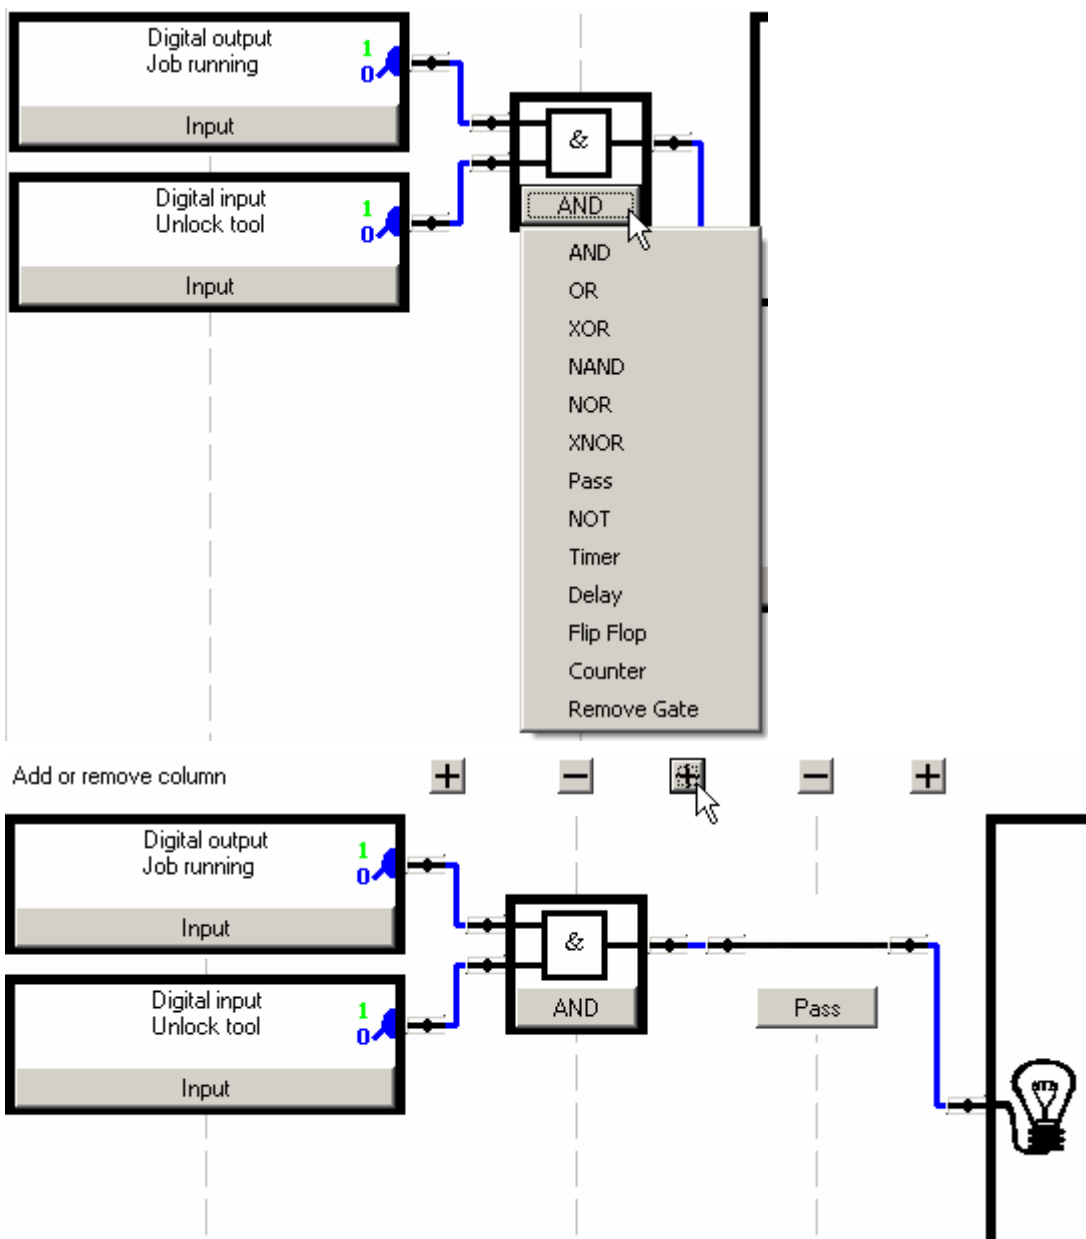 Digital output
Job running
1
0
Input
&
Digital input
Unlock tool
1
0
AND
Input
AND
OR
XOR
NAND
NOR
XNOR
Pass
NOT
Timer
Delay
Flip Flop
Counter
Remove Gate
Add or remove column
+ − + − +
Digital output
Job running
1
0
Input
&
Digital input
Unlock tool
1
0
AND
Pass
Input